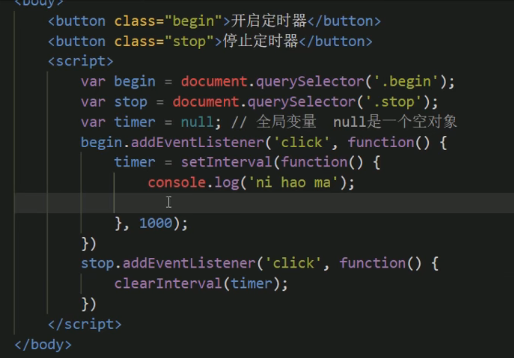 <body>
<button class="begin">开启定时器</button>
<button class="stop">停止定时器</button>
<script>
var begin = document.querySelector('.begin');
var stop = document.querySelector('.stop');
var timer = null; // 全局变量  null是一个空对象
begin.addEventListener('click', function() {
timer = setInterval(function() {
console.log('ni hao ma');
}, 1000);
})
stop.addEventListener('click', function() {
clearInterval(timer);
})
</script>
</body>